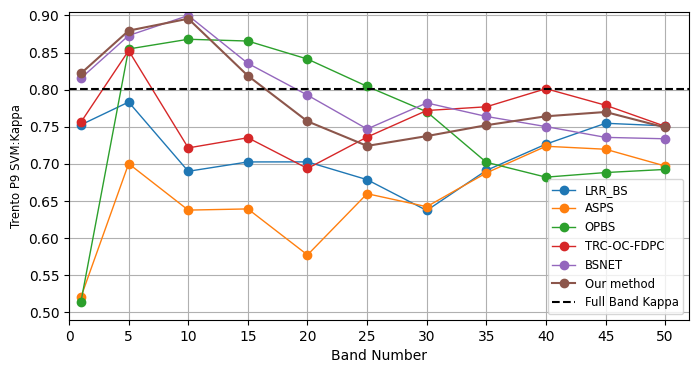 Trento P9 SVM:Kappa
0.90
0.85
0.80
0.75
0.70
0.65
0.60
0.55
0.50
LRR_BS
ASPS
OPBS
TRC-OC-FDPC
BSNET
Our method
Full Band Kappa
0 5 10 15 20 25 30 35 40 45 50
Band Number